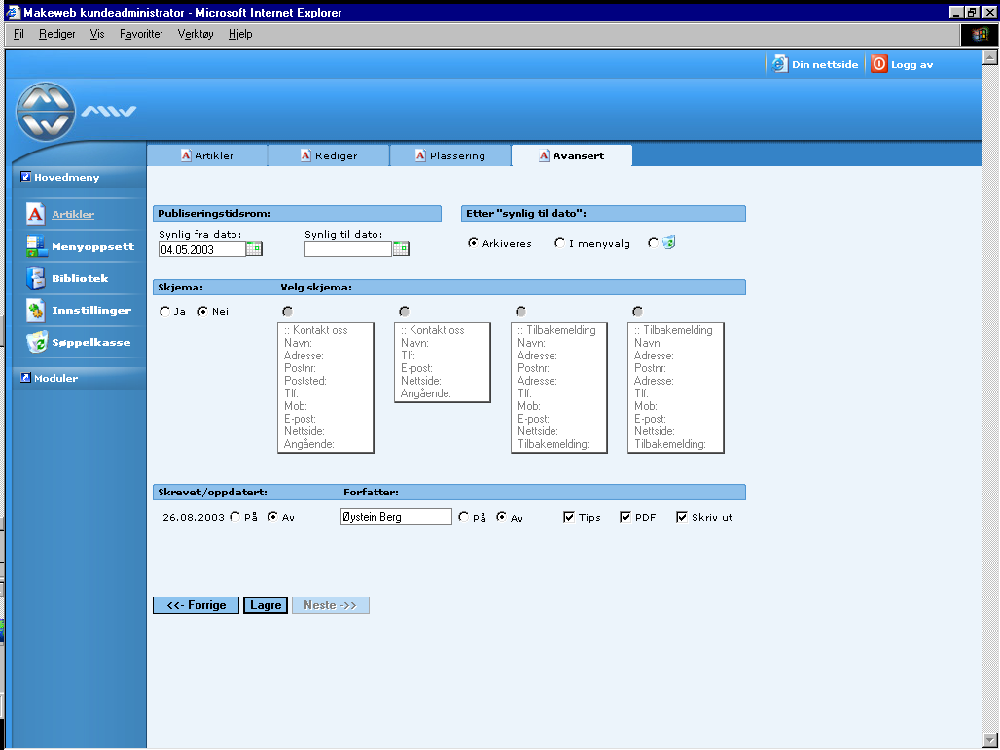 Makeweb kundeadministrator - Microsoft Internet Explorer
Fil Rediger Vis Favoritter Verktøy Hjelp
Din nettside Logg av
Artikler Rediger Plassering Avansert
Hovedmeny
Artikler
Menyoppsett
Bibliotek
Innstillinger
Søppelkasse
Moduler
Publiseringstidsrom:
Synlig fra dato: Synlig til dato:
04.05.2003
Etter "synlig til dato":
Arkiveres I menyvalg
Skjema: Velg skjema:
Ja Nei
:: Kontakt oss
Navn:
Adresse:
Postnr:
Poststed:
Tlf:
Mob:
E-post:
Nettside:
Angående:
:: Kontakt oss
Navn:
Tlf:
E-post:
Nettside:
Angående:
:: Tilbakemelding
Navn:
Adresse:
Postnr:
Adresse:
Tlf:
Mob:
E-post:
Nettside:
Tilbakemelding:
:: Tilbakemelding
Navn:
Adresse:
Postnr:
Adresse:
Tlf:
Mob:
E-post:
Nettside:
Tilbakemelding:
Skrevet/oppdatert: Forfatter:
26.08.2003 På Av Øystein Berg På Av Tips PDF Skriv ut
<<- Forrige Lagre Neste ->>